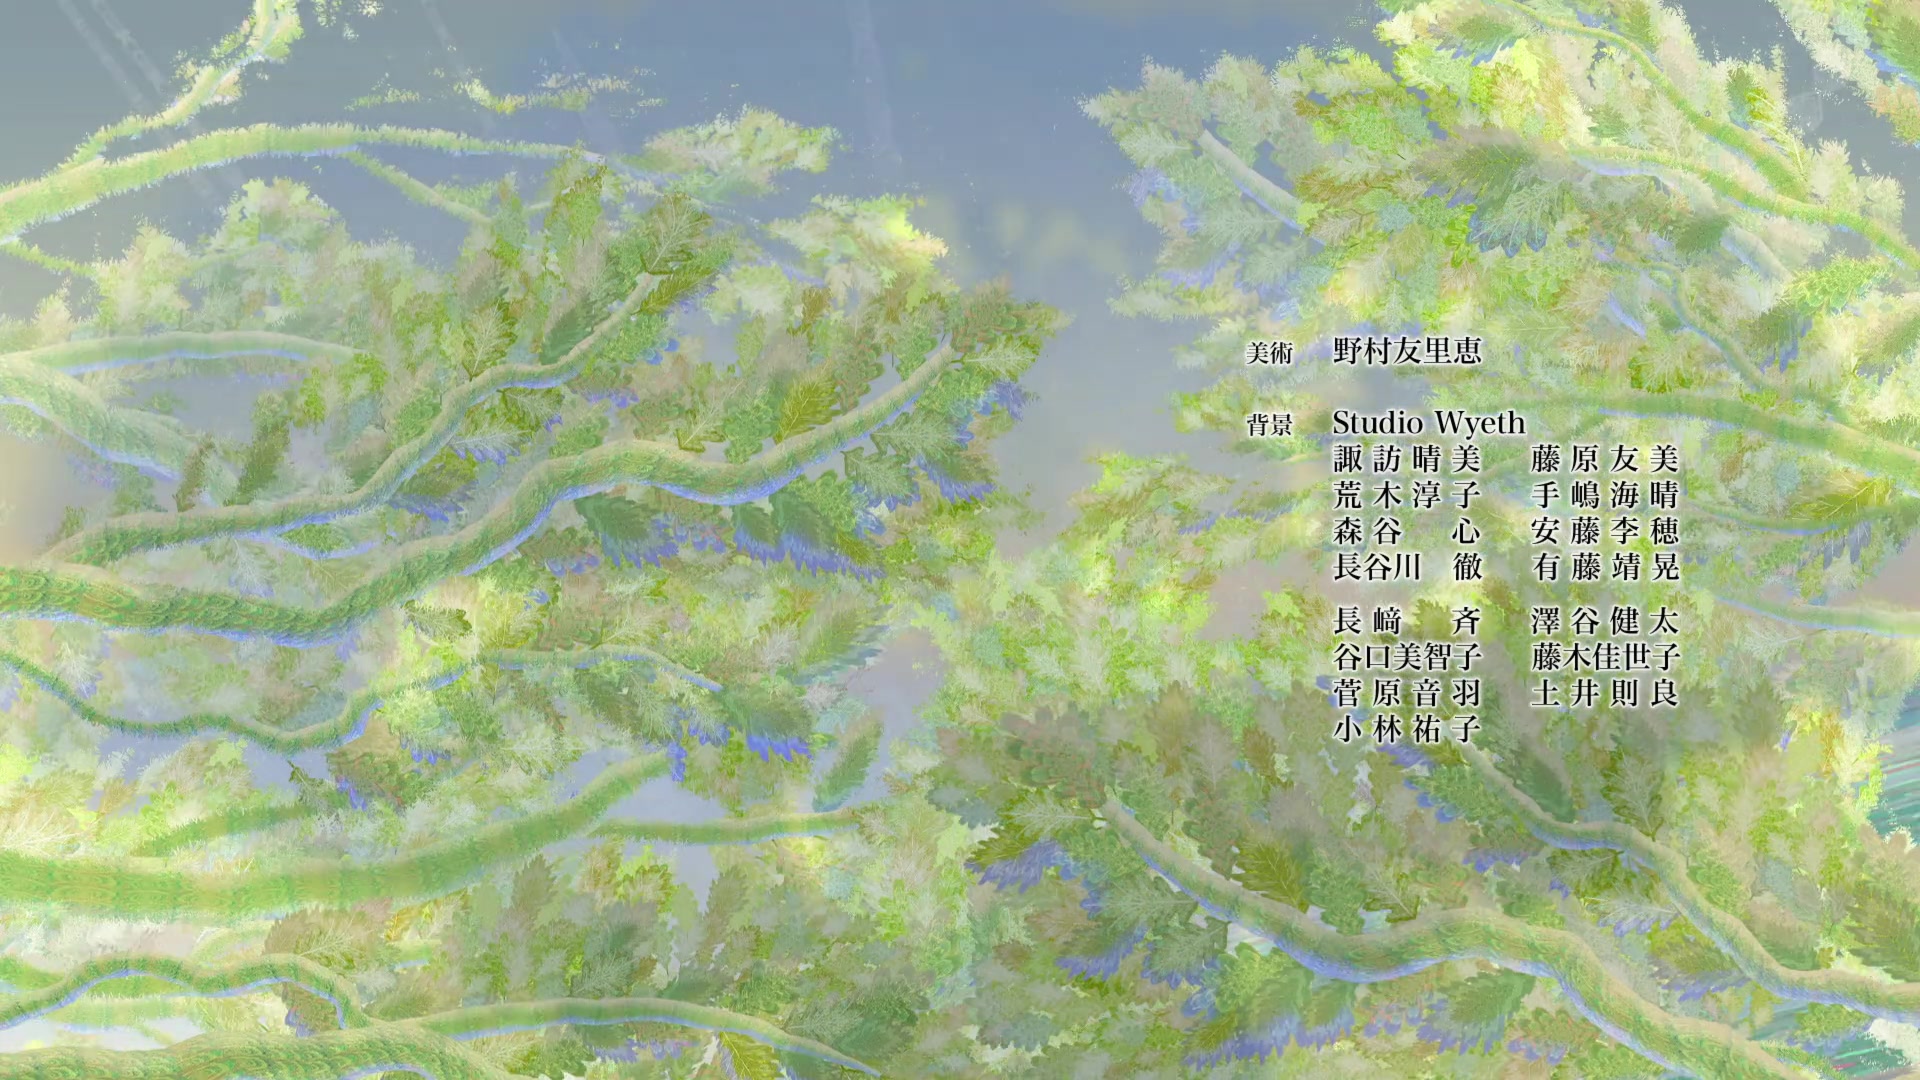 美術 野村友里恵
背景 Studio Wyeth
諏訪晴美 藤原友美
荒木淳子 手嶋海晴
森谷 心 安藤李穂
長谷川 徹 有藤靖晃
長﨑 斉 澤谷健太
谷口美智子 藤木佳世子
菅原音羽 土井則良
小林祐子